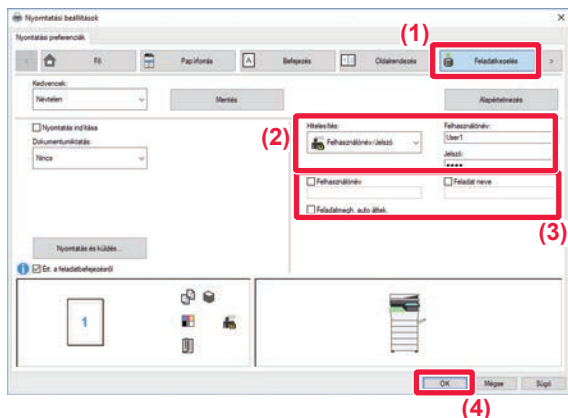 Nyomtatási beállítások
Nyomtatási preferenciák
(1)
Fő
Papírforrás
Befejezés
Oldalrendezés
Feladatkezelés
Kedvencek:
Névtelen
Mentés
Alapértelmezés
Nyomtatás indítása
Dokumentumiktatás:
Nincs
(2)
Hitelesítés:
Felhasználónév/Jelszó
Felhasználónév:
User1
Jelszó:
••••
Felhasználónév
Feladat neve
Feladatmegh. auto áttek.
(3)
Nyomtatás és küldés...
Ért. a feladatbefejezésről
1
OK
Mégse
Súgó
(4)